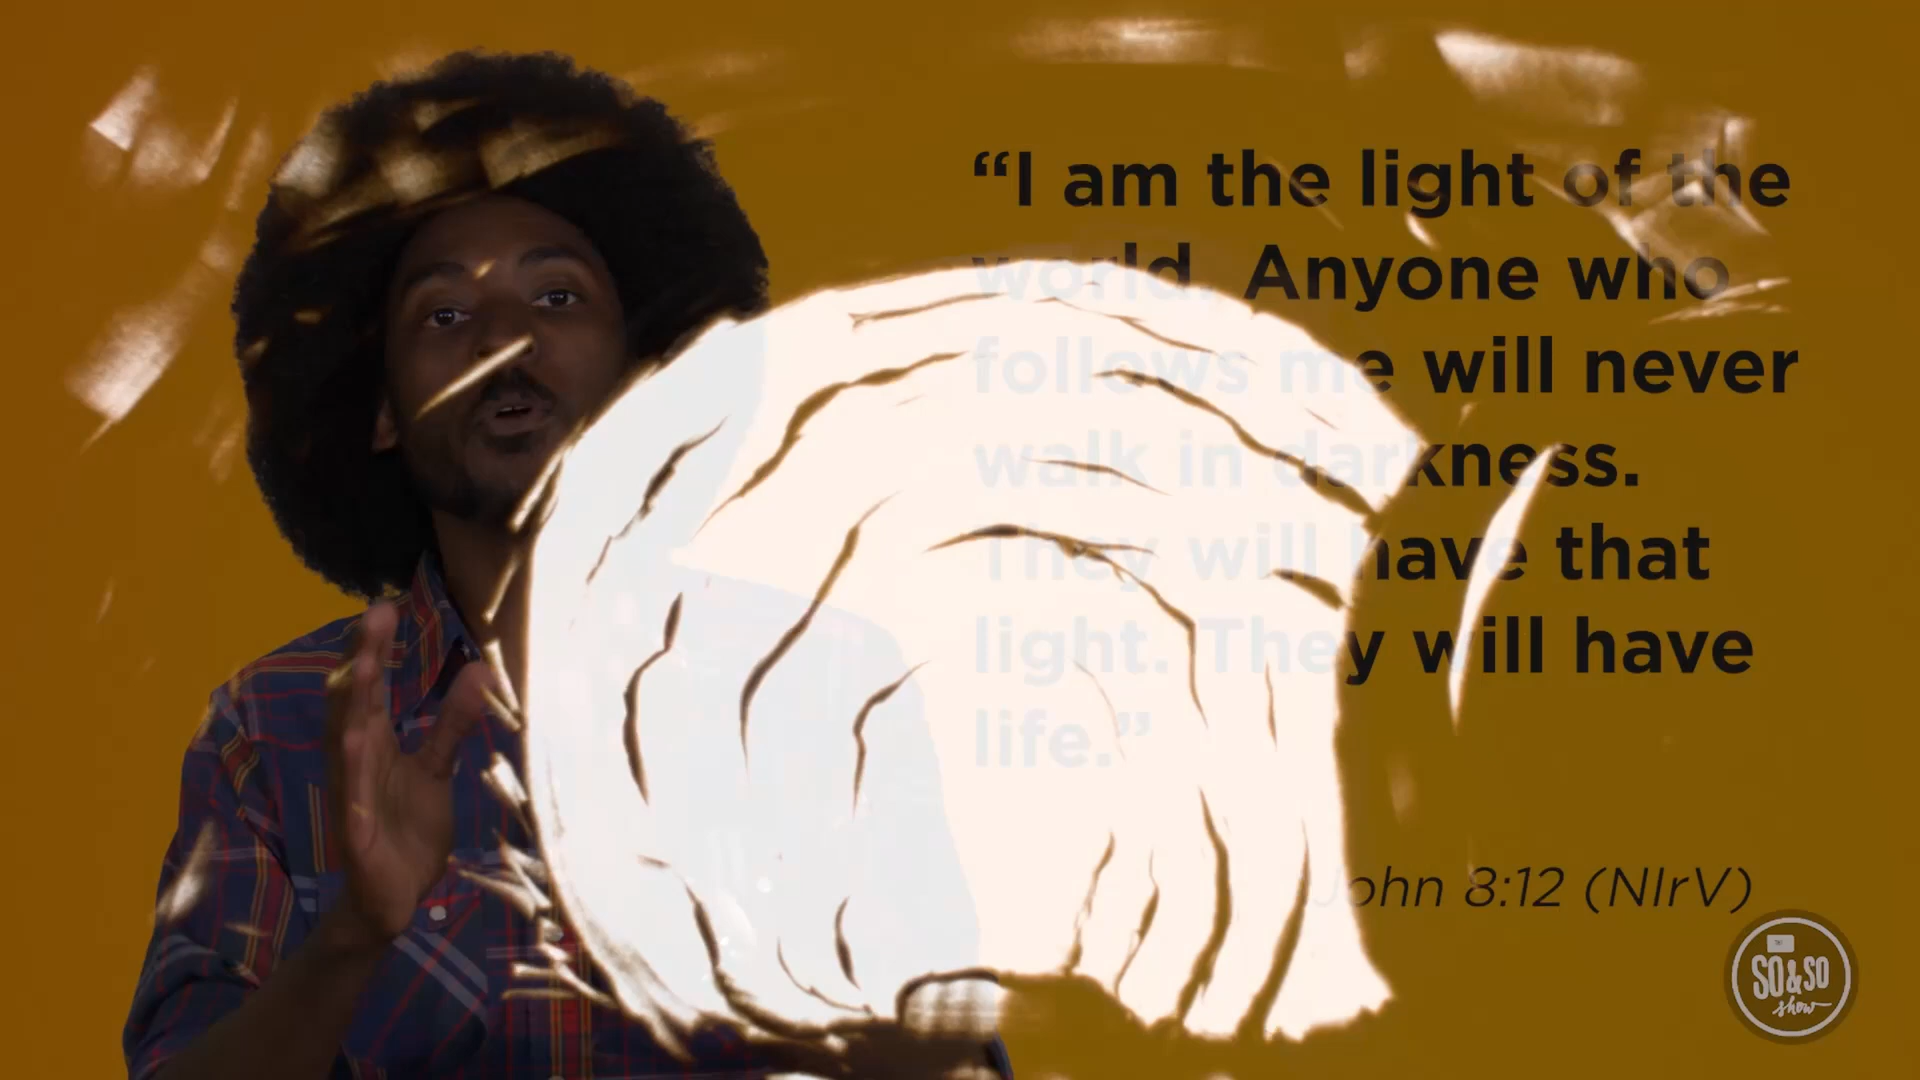 “I am the light of the
world. Anyone who
follows me will never
walk in darkness.
They will have that
light. They will have
life.”
John 8:12 (NIrV)
SO & SO
show